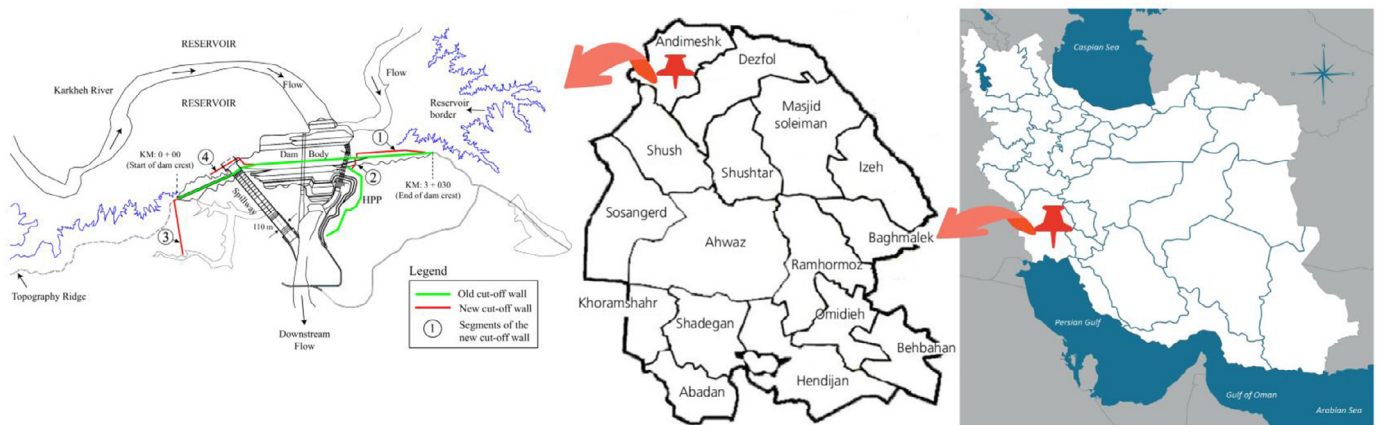 RESERVOIR
Karkheh River
RESERVOIR
Flow
Flow
Reservoir
border
1
KM: 0 + 00
(Start of dam crest)
4
Dam Body
2
KM: 3 + 030
(End of dam crest)
HPP
Spillway
110 m
3
Topography Ridge
Downstream
Flow
Legend
Old cut-off wall
New cut-off wall
1 Segments of the
new cut-off wall
Andimeshk
Dezfol
Masjid
soleiman
Shush
Shushtar
Izeh
Sosangerd
Ahwaz
Baghmalek
Ramhormoz
Khoramshahr
Shadegan
Omidieh
Behbahan
Abadan
Hendijan
Caspian Sea
N
Persian Gulf
Gulf of Oman
Arabian Sea